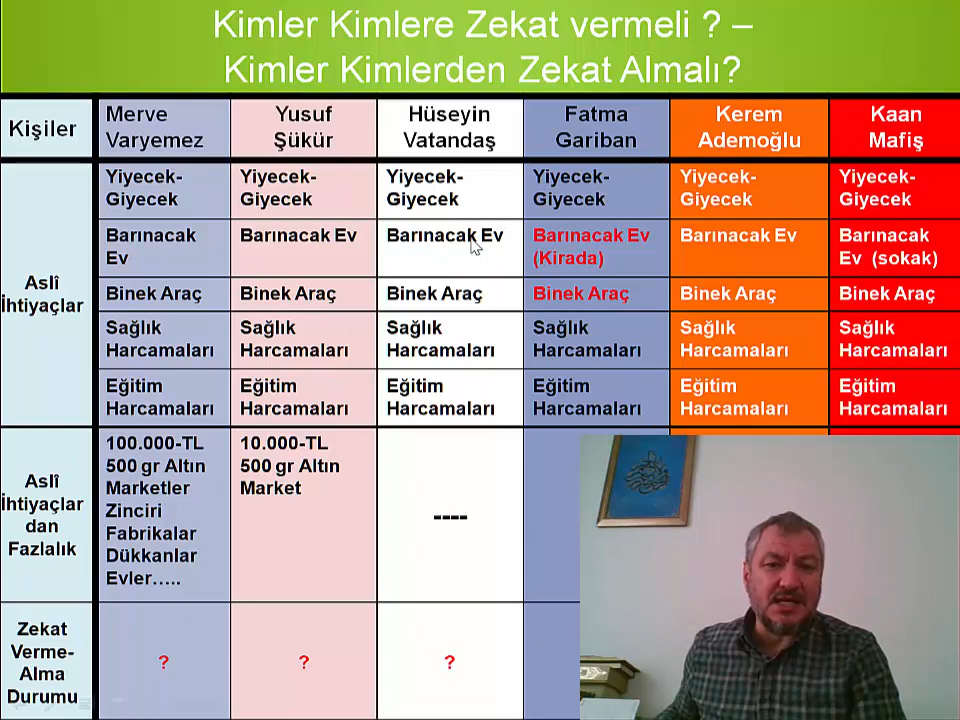 Kimler Kimlere Zekat vermeli ? –
Kimler Kimlerden Zekat Almalı?
Kişiler
Merve
Varyemez
Yusuf
Şükür
Hüseyin
Vatandaş
Fatma
Gariban
Kerem
Ademoğlu
Kaan
Mafiş
Aslî
İhtiyaçlar
Yiyecek-
Giyecek
Yiyecek-
Giyecek
Yiyecek-
Giyecek
Yiyecek-
Giyecek
Yiyecek-
Giyecek
Yiyecek-
Giyecek
Barınacak
Ev
Barınacak Ev
Barınacak Ev
Barınacak Ev
(Kirada)
Barınacak Ev
Barınacak
Ev (sokak)
Binek Araç
Binek Araç
Binek Araç
Binek Araç
Binek Araç
Binek Araç
Sağlık
Harcamaları
Sağlık
Harcamaları
Sağlık
Harcamaları
Sağlık
Harcamaları
Sağlık
Harcamaları
Sağlık
Harcamaları
Eğitim
Harcamaları
Eğitim
Harcamaları
Eğitim
Harcamaları
Eğitim
Harcamaları
Eğitim
Harcamaları
Eğitim
Harcamaları
Aslî
İhtiyaçlar
dan
Fazlalık
100.000-TL
500 gr Altın
Marketler
Zinciri
Fabrikalar
Dükkanlar
Evler…..
10.000-TL
500 gr Altın
Market
----
Zekat
Verme-
Alma
Durumu
?
?
?